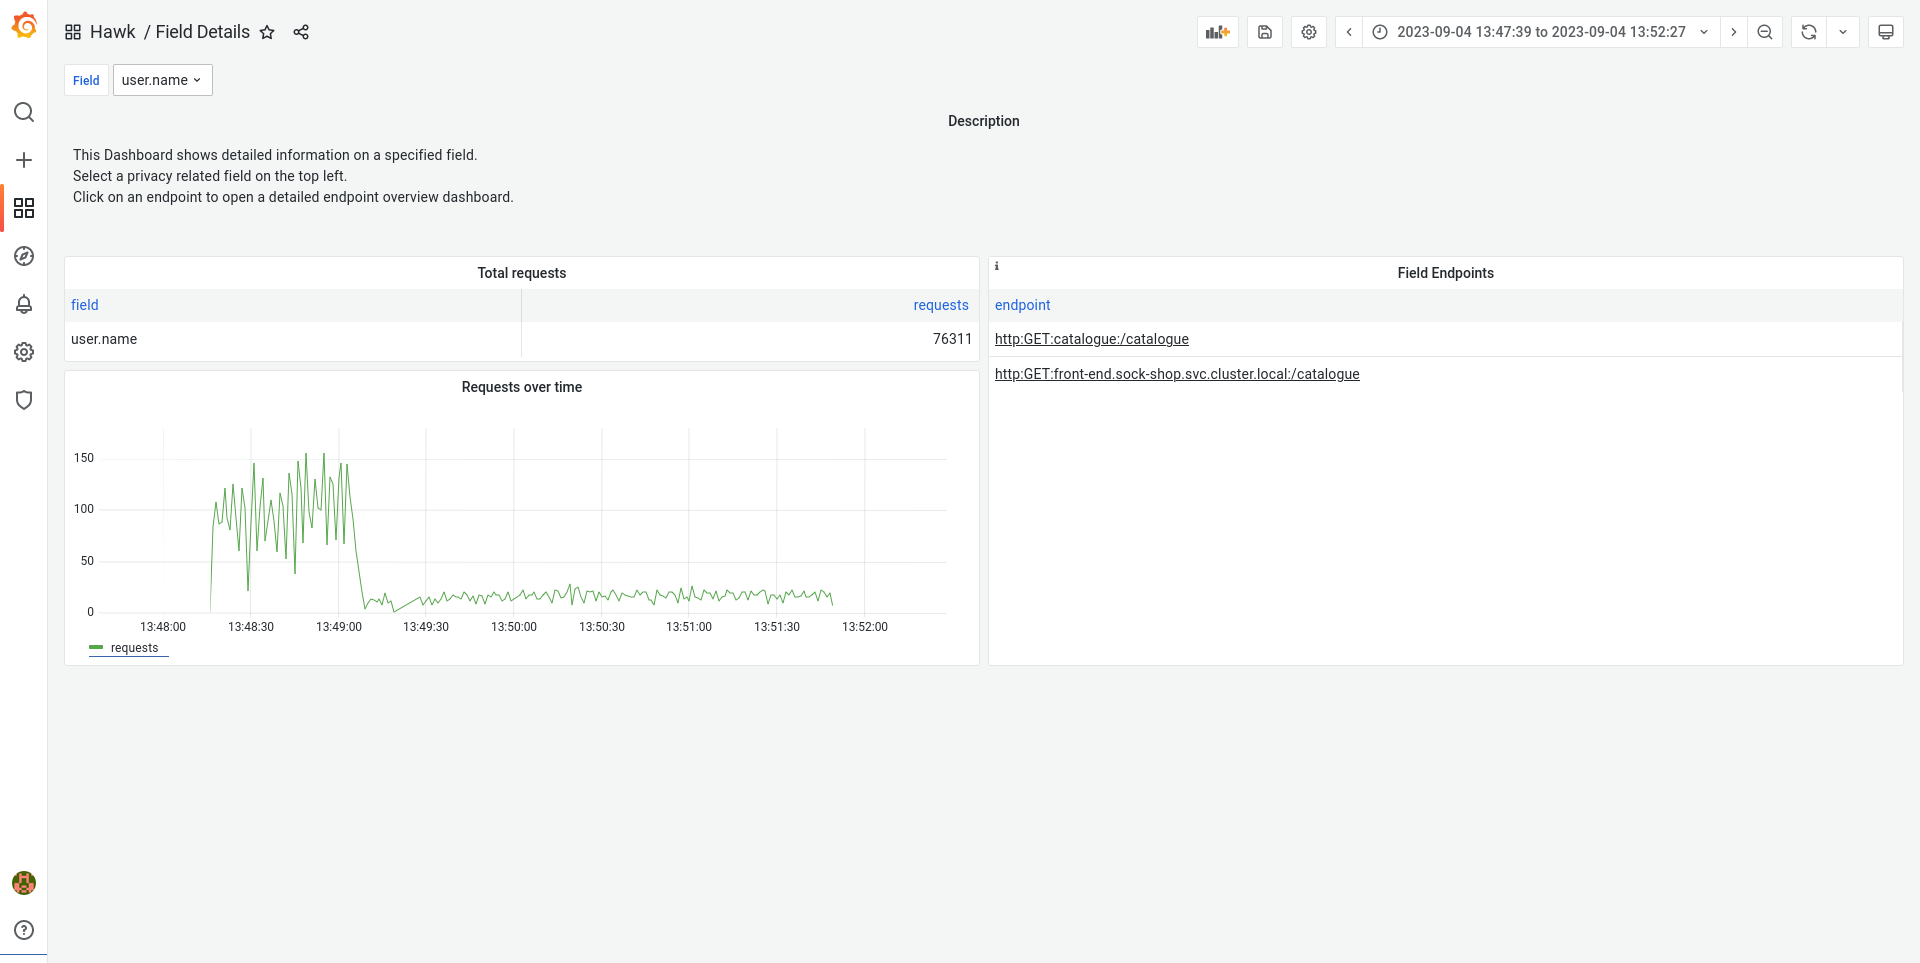 Hawk / Field Details
2023-09-04 13:47:39 to 2023-09-04 13:52:27
Field
user.name
Description
This Dashboard shows detailed information on a specified field.
Select a privacy related field on the top left.
Click on an endpoint to open a detailed endpoint overview dashboard.
Total requests
field requests
user.name 76311
Requests over time
150
100
50
0
13:48:00 13:48:30 13:49:00 13:49:30 13:50:00 13:50:30 13:51:00 13:51:30 13:52:00
requests
i
Field Endpoints
endpoint
http:GET:catalogue:/catalogue
http:GET:front-end.sock-shop.svc.cluster.local:/catalogue